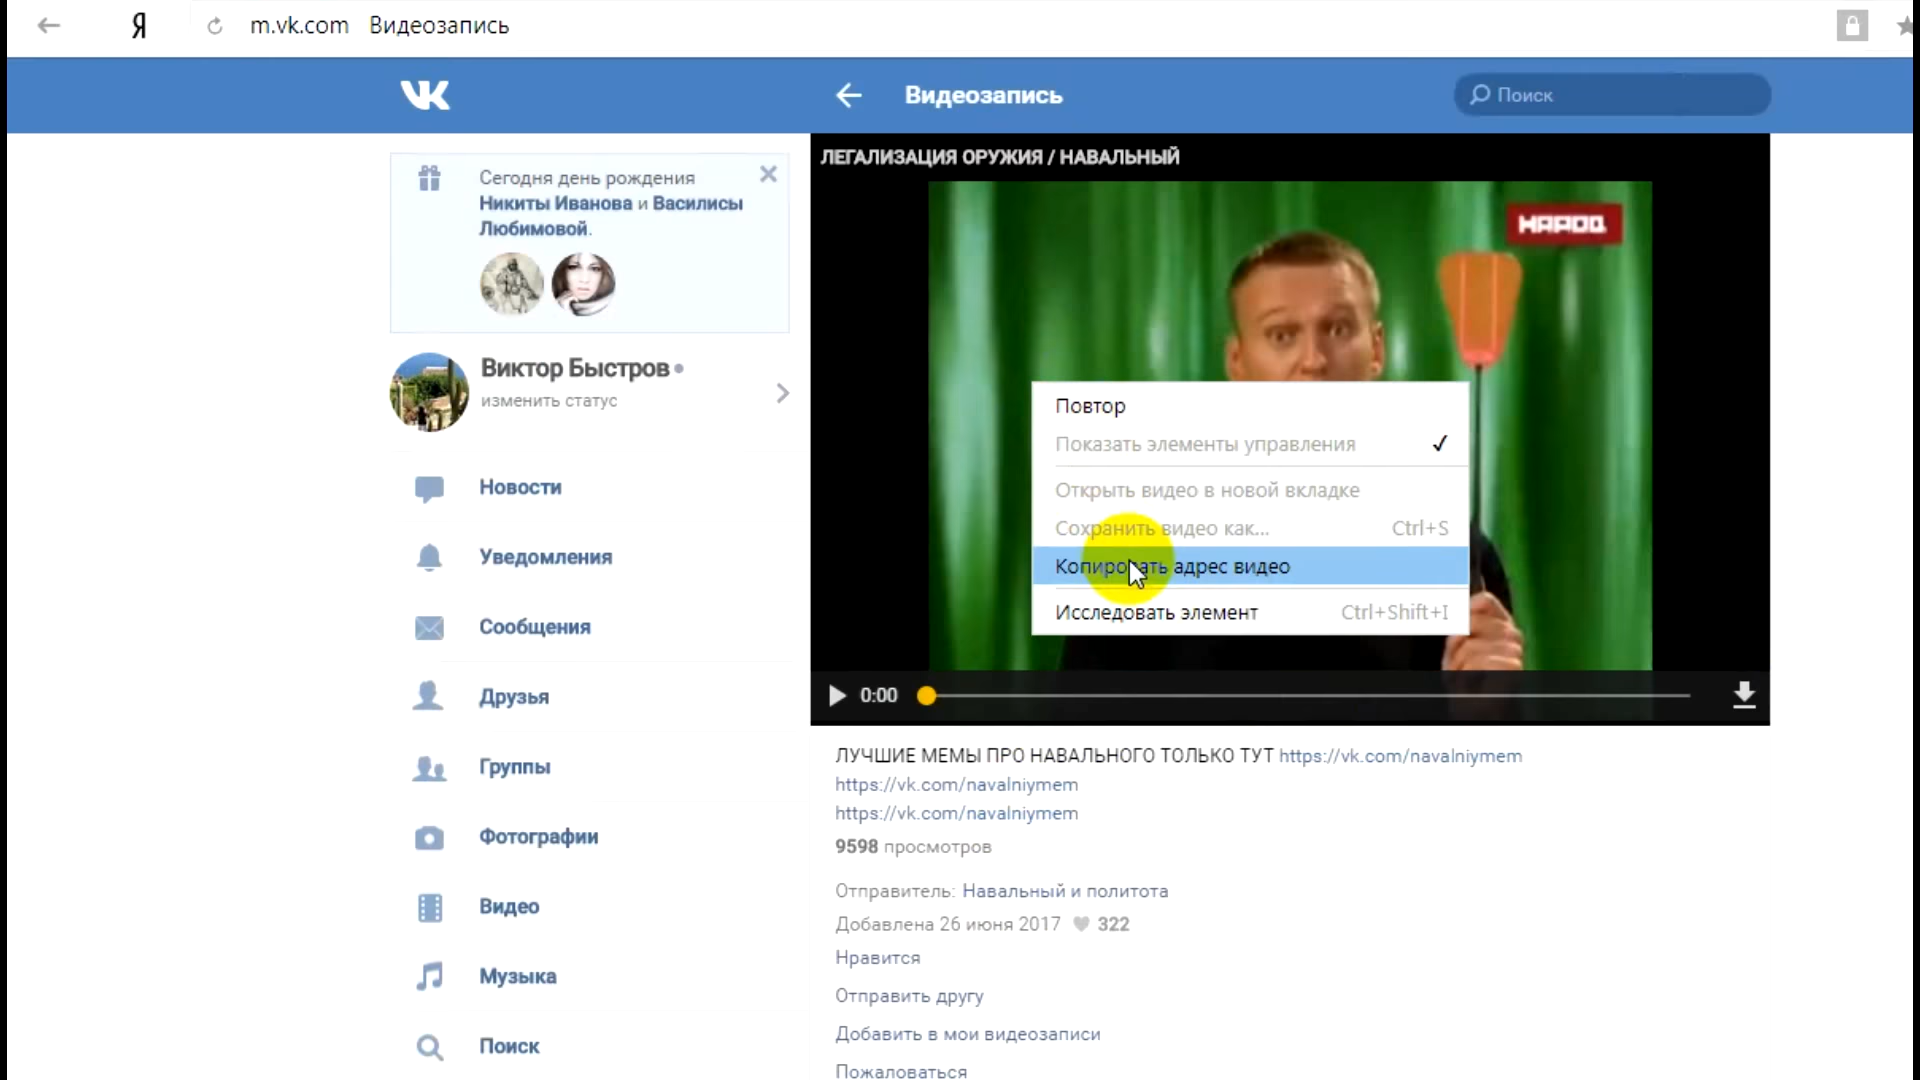 Я m.vk.com Видеозапись
Видеозапись
Поиск
Сегодня день рождения
Никиты Иванова и Василисы
Любимовой.
Виктор Быстров
изменить статус
Новости
Уведомления
Сообщения
Друзья
Группы
Фотографии
Видео
Музыка
Поиск
ЛЕГАЛИЗАЦИЯ ОРУЖИЯ / НАВАЛЬНЫЙ
НАРОД
Повтор
Показать элементы управления
Открыть видео в новой вкладке
Сохранить видео как... Ctrl+S
Копировать адрес видео
Исследовать элемент Ctrl+Shift+I
0:00
ЛУЧШИЕ МЕМЫ ПРО НАВАЛЬНОГО ТОЛЬКО ТУТ https://vk.com/navalniymem
https://vk.com/navalniymem
https://vk.com/navalniymem
9598 просмотров
Отправитель: Навальный и политота
Добавлена 26 июня 2017 322
Нравится
Отправить другу
Добавить в мои видеозаписи
Пожаловаться